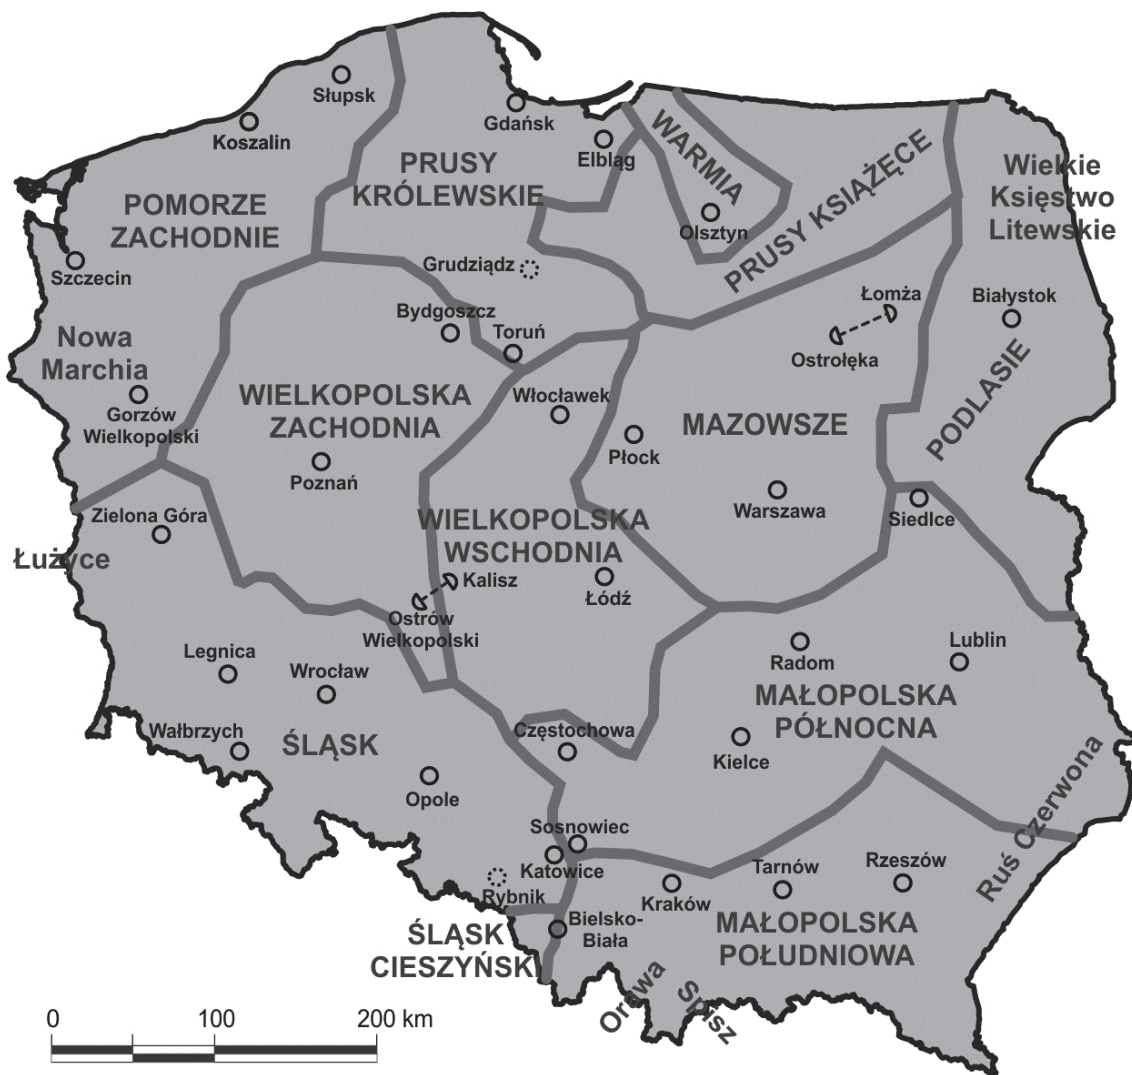 Słupsk
Koszalin
Gdańsk
Elbląg
WARMIA
PRUSY
KRÓLEWSKIE
PRUSY KSIĄŻĘCE
Wielkie
Księstwo
Litewskie
POMORZE
ZACHODNIE
Olsztyn
Szczecin
Grudziądz
Łomża
Białystok
Bydgoszcz
Toruń
Ostrołęka
Nowa
Marchia
Gorzów
Wielkopolski
WIELKOPOLSKA
ZACHODNIA
Włocławek
MAZOWSZE
PODLASIE
Płock
Poznań
Warszawa
Siedlce
Zielona Góra
WIELKOPOLSKA
WSCHODNIA
Łużyce
Kalisz
Łódź
Ostrów
Wielkopolski
Legnica
Wrocław
Radom
Lublin
MAŁOPOLSKA
PÓŁNOCNA
Wałbrzych
ŚLĄSK
Częstochowa
Kielce
Opole
Ruś Czerwona
Sosnowiec
Katowice
Rybnik
Kraków
Tarnów
Rzeszów
Bielsko-
Biała
ŚLĄSK
CIESZYŃSKI
MAŁOPOLSKA
POŁUDNIOWA
Orawa
Spisz
0 100 200 km